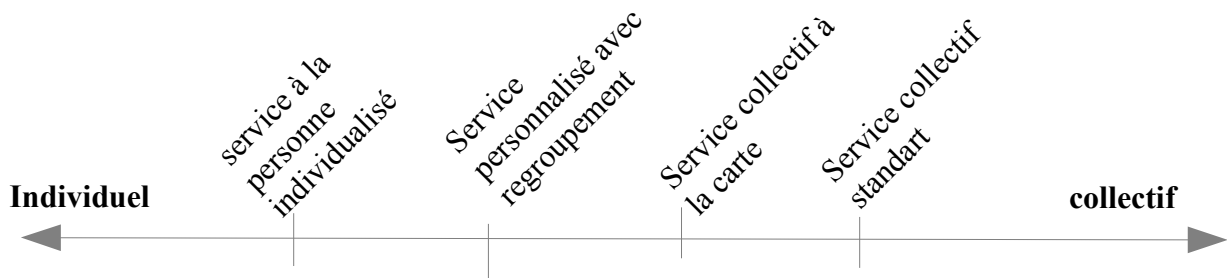 Individuel
service à la
personne
individualisé
Service
personnalisé avec
regroupement
Service collectif à
la carte
Service collectif
standart
collectif